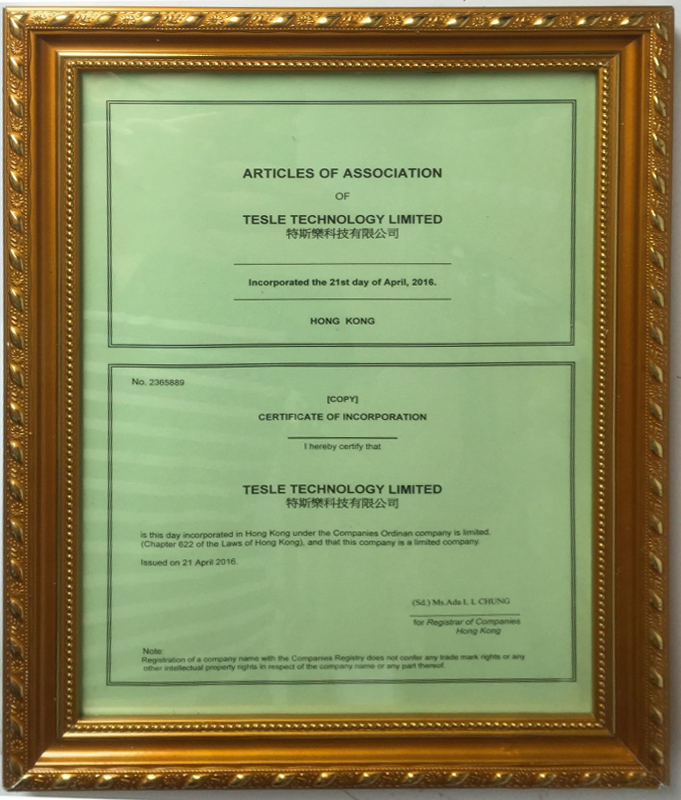 ARTICLES OF ASSOCIATION
OF
TESLE TECHNOLOGY LIMITED
特斯樂科技有限公司
Incorporated the 21st day of April, 2016.
HONG KONG
No. 2365889
[COPY]
CERTIFICATE OF INCORPORATION
I hereby certify that
TESLE TECHNOLOGY LIMITED
特斯樂科技有限公司
is this day incorporated in Hong Kong under the Companies Ordinan company is limited.
(Chapter 622 of the Laws of Hong Kong), and that this company is a limited company.
Issued on 21 April 2016.
(Sd.) Ms.Ada L L CHUNG
for Registrar of Companies
Hong Kong
Note:
Registration of a company name with the Companies Registry does not confer any trade mark rights or any
other intellectual property rights in respect of the company name or any part thereof.